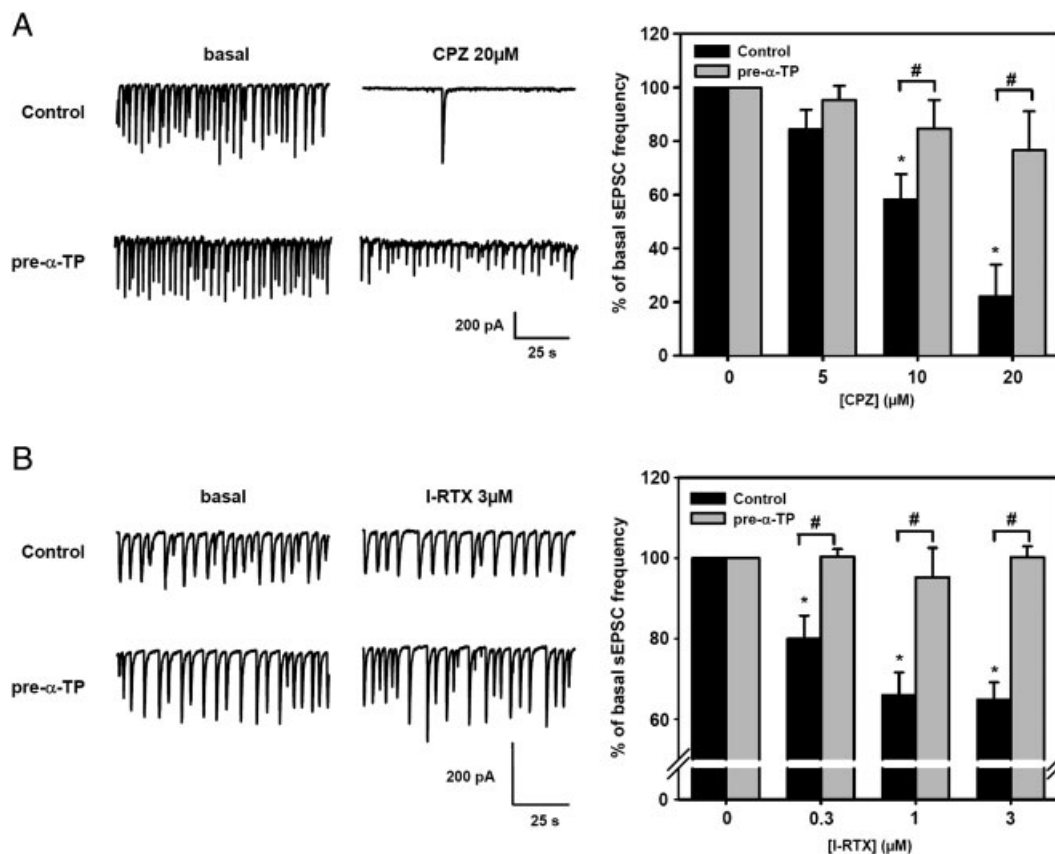 A
basal
CPZ 20μM
Control
pre-α-TP
200 pA
25 s
% of basal sEPSC frequency
120
100
80
60
40
20
0
Control
pre-α-TP
#
#
*
*
0
5
10
20
[CPZ] (μM)
B
basal
I-RTX 3μM
Control
pre-α-TP
200 pA
25 s
% of basal sEPSC frequency
120
100
80
60
0
Control
pre-α-TP
#
#
#
*
*
*
0
0.3
1
3
[I-RTX] (μM)